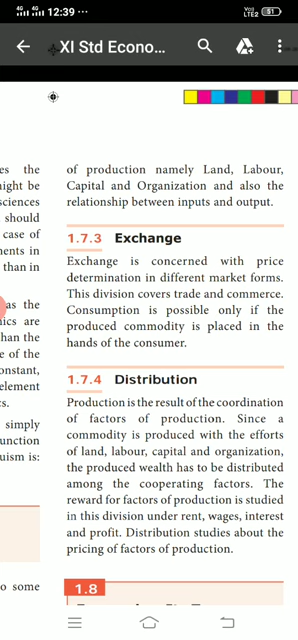 4G 4G 12:39 ...
Vo) LTE2 51
XI Std Econo...
es the
ight be
sciences
should
case of
ments in
than in
as the
ics are
han the
e of the
onstant,
element
s.
simply
unction
uism is:
o some
of production namely Land, Labour,
Capital and Organization and also the
relationship between inputs and output.
1.7.3 Exchange
Exchange is concerned with price
determination in different market forms.
This division covers trade and commerce.
Consumption is possible only if the
produced commodity is placed in the
hands of the consumer.
1.7.4 Distribution
Production is the result of the coordination
of factors of production. Since a
commodity is produced with the efforts
of land, labour, capital and organization,
the produced wealth has to be distributed
among the cooperating factors. The
reward for factors of production is studied
in this division under rent, wages, interest
and profit. Distribution studies about the
pricing of factors of production.
1.8